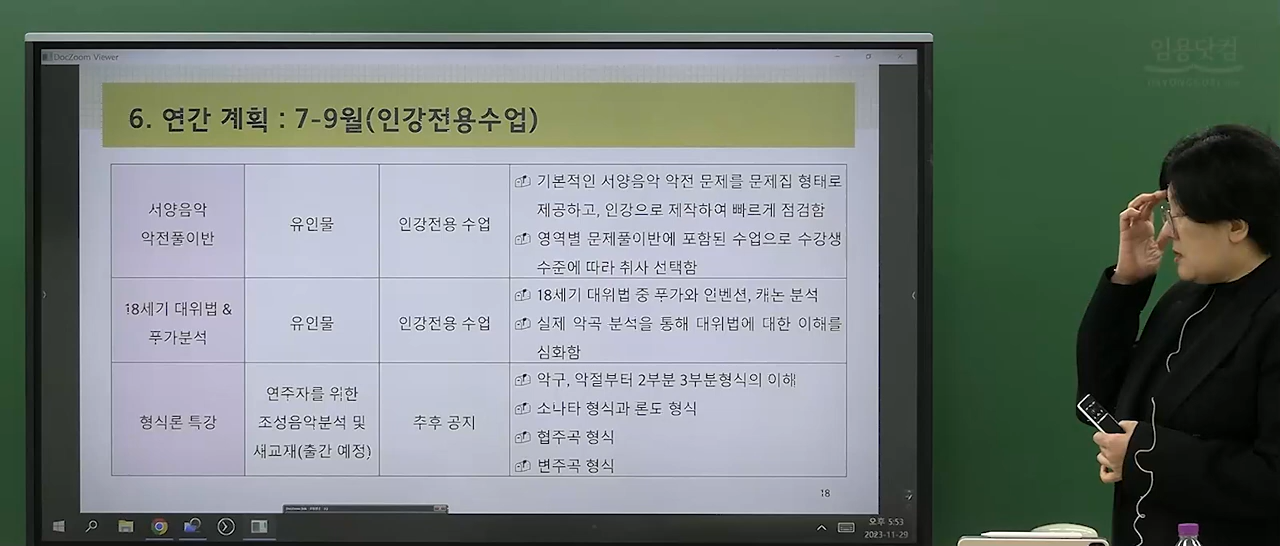 DocZoom Viewer
임용닷컴
6. 연간 계획 : 7-9월(인강전용수업)
서양음악
악전풀이반
유인물
인강전용 수업
기본적인 서양음악 악전 문제를 문제집 형태로
제공하고, 인강으로 제작하여 빠르게 점검함
영역별 문제풀이반에 포함된 수업으로 수강생
수준에 따라 취사 선택함
18세기 대위법 &
푸가분석
유인물
인강전용 수업
18세기 대위법 중 푸가와 인벤션, 캐논 분석
실제 악곡 분석을 통해 대위법에 대한 이해를
심화함
형식론 특강
연주자를 위한
조성음악분석 및
새교재(출간 예정)
추후 공지
악구, 악절부터 2부분 3부분형식의 이해
소나타 형식과 론도 형식
협주곡 형식
변주곡 형식
18
오후 5:53
2023-11-29